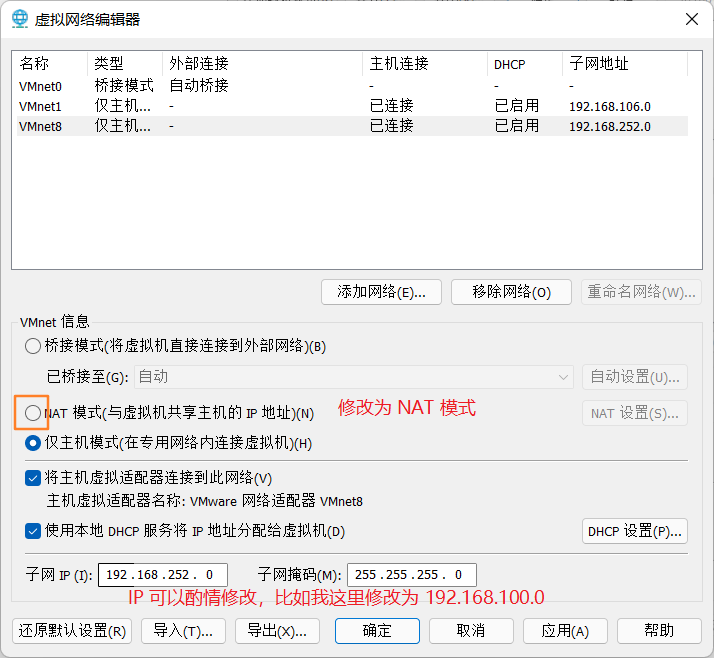 虚拟网络编辑器
名称 类型 外部连接 主机连接 DHCP 子网地址
VMnet0 桥接模式 自动桥接 - - -
VMnet1 仅主机... - 已连接 已启用 192.168.106.0
VMnet8 仅主机... - 已连接 已启用 192.168.252.0
添加网络(E)... 移除网络(O) 重命名网络(W)...
VMnet 信息
桥接模式(将虚拟机直接连接到外部网络)(B)
已桥接至(G): 自动 自动设置(U)...
NAT 模式(与虚拟机共享主机的 IP 地址)(N) 修改为 NAT 模式 NAT 设置(S)...
仅主机模式(在专用网络内连接虚拟机)(H)
将主机虚拟适配器连接到此网络(V)
主机虚拟适配器名称: VMware 网络适配器 VMnet8
使用本地 DHCP 服务将 IP 地址分配给虚拟机(D) DHCP 设置(P)...
子网 IP (I): 192 .168 .252 . 0 子网掩码(M): 255 .255 .255 . 0
IP 可以酌情修改，比如我这里修改为 192.168.100.0
还原默认设置(R) 导入(T)... 导出(X)... 确定 取消 应用(A) 帮助